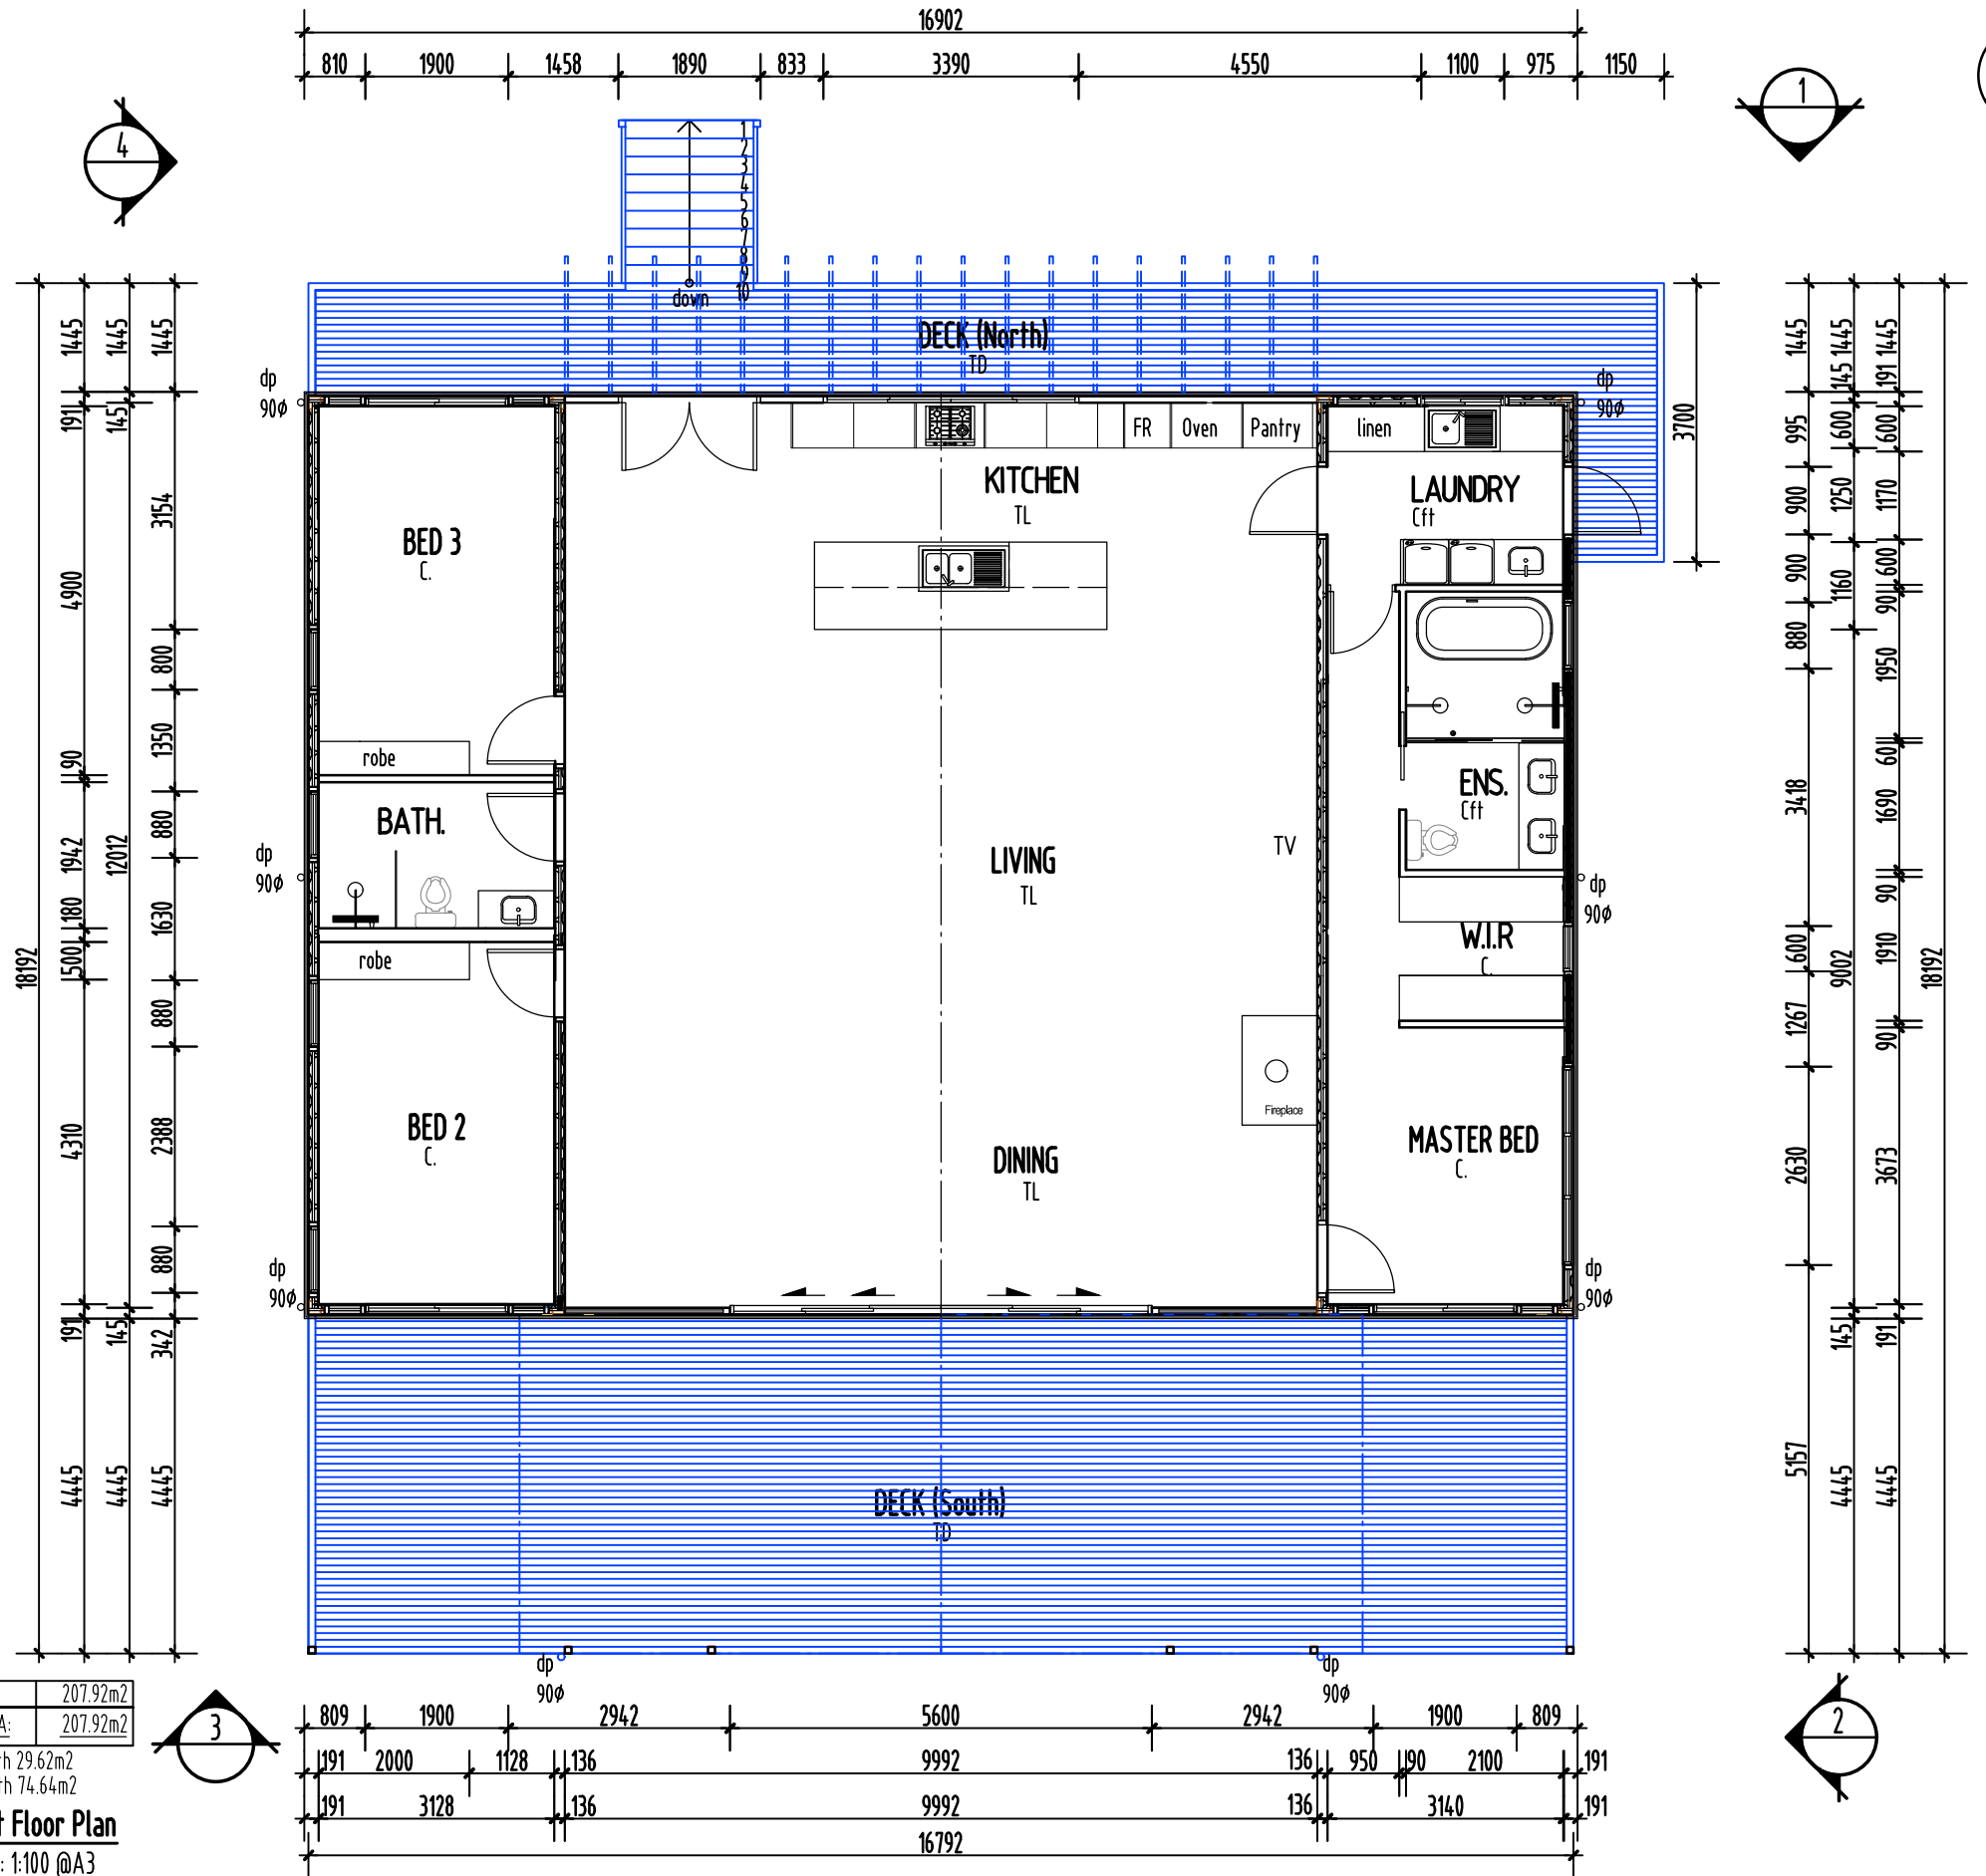 16902
810 1900 1458 1890 833 3390 4550 1100 975 1150
4
1
1
2
3
4
5
6
7
8
9
10
down
DECK (North)
TD
dp
90ø
dp
90ø
3700
FR Oven Pantry linen
KITCHEN
TL
LAUNDRY
Cft
BED 3
C.
robe
BATH.
ENS.
Cft
LIVING
TL
TV
dp
90ø
dp
90ø
robe
W.I.R
C.
Fireplace
BED 2
C.
MASTER BED
C.
DINING
TL
dp
90ø
dp
90ø
DECK (South)
TD
dp
90ø
dp
90ø
18192
1445 191 4900 90 1942 180 500 4310 191 4445
1445 145 12012 145 4445
1445 3154 800 1350 880 1630 880 2388 880 342 4445
1445 995 900 900 880 3418 600 1267 2630 5157
1445 145 600 1250 1160 9002 145 4445
1445 191 600 1170 600 90 1950 60 1690 90 1910 90 3673 191 4445
18192
3
2
809 1900 2942 5600 2942 1900 809
191 2000 1128 136 9992 136 950 90 2100 191
191 3128 136 9992 136 3140 191
16792
207.92m2
A: 207.92m2
th 29.62m2
th 74.64m2
t Floor Plan
: 1:100 @A3